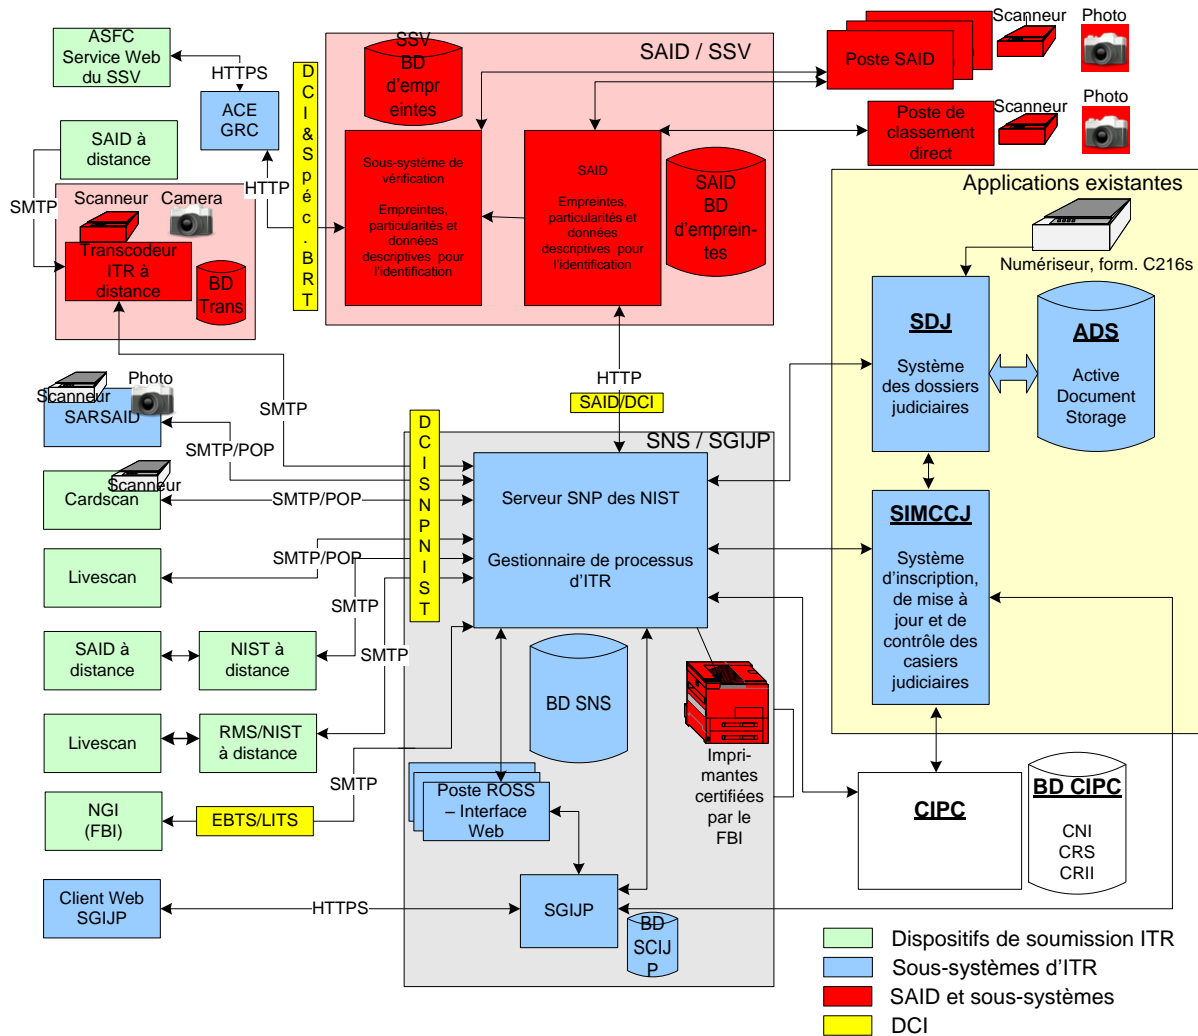 ASFC
Service Web
du SSV
HTTPS
ACE
GRC
HTTP
DCI&Spéc.BRT
SAID / SSV
SSV
BD
d'empr
eintes
Sous-système de
vérification
Empreintes,
particularités et
données
descriptives pour
l'identification
SAID
Empreintes,
particularités et
données
descriptives pour
l'identification
SAID
BD
d'emprein-
tes
Poste SAID
Scanneur
Photo
Poste de
classement
direct
Scanneur
Photo
SAID à
distance
SMTP
Scanneur
Camera
Transcodeur
ITR à
distance
BD
Trans
Applications existantes
Numériseur, form. C216s
SDJ
Système
des dossiers
judiciaires
ADS
Active
Document
Storage
HTTP
SAID/DCI
Photo
Scanneur
SARSAID
SMTP
SMTP/POP
Scanneur
Cardscan
SMTP/POP
Livescan
SMTP/POP
DCISNPNIST
SNS / SGIJP
Serveur SNP des NIST
Gestionnaire de processus
d'ITR
SIMCCJ
Système
d'inscription,
de mise à
jour et de
contrôle des
casiers
judiciaires
SAID à
distance
NIST à
distance
SMTP
SMTP
Livescan
RMS/NIST
à distance
BD SNS
Impri-
mantes
certifiées
par le
FBI
NGI
(FBI)
EBTS/LITS
SMTP
Poste ROSS
– Interface
Web
CIPC
BD CIPC
CNI
CRS
CRII
Client Web
SGIJP
HTTPS
SGIJP
BD
SCIJ
P
Dispositifs de soumission ITR
Sous-systèmes d'ITR
SAID et sous-systèmes
DCI